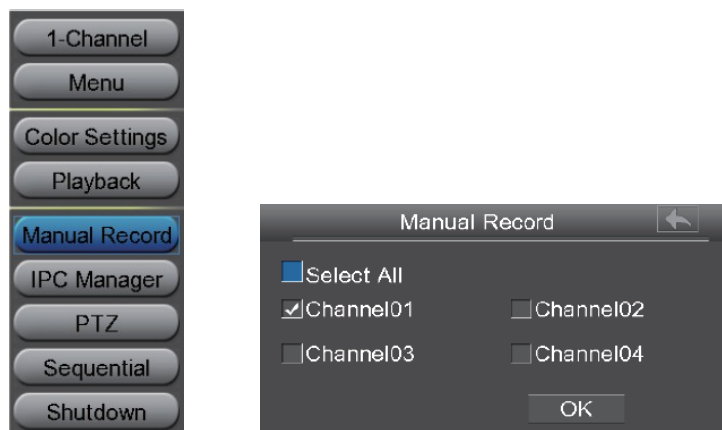 1-Channel
Menu
Color Settings
Playback
Manual Record
IPC Manager
PTZ
Sequential
Shutdown
Manual Record
Select All
Channel01 Channel02
Channel03 Channel04
OK